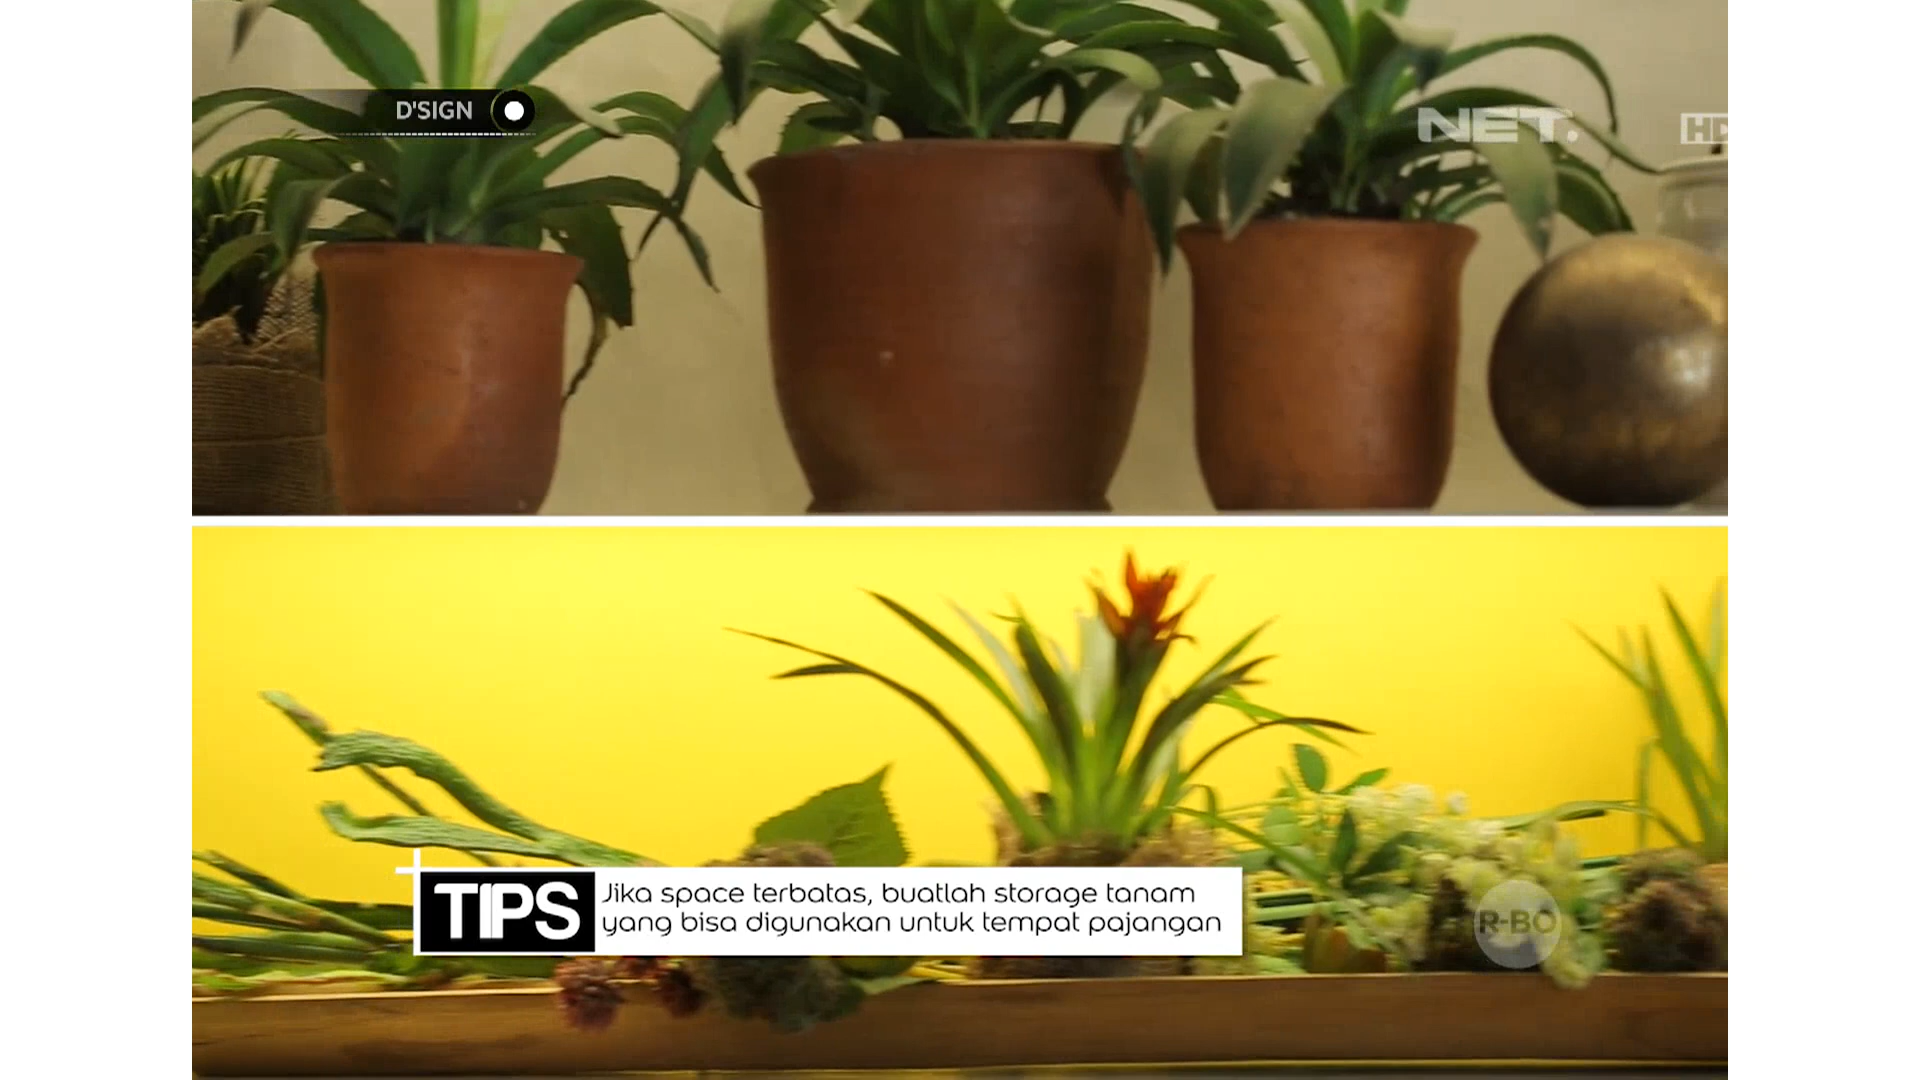 D'SIGN
NET.
HD
TIPS
Jika space terbatas, buatlah storage tanam
yang bisa digunakan untuk tempat pajangan
R-BO